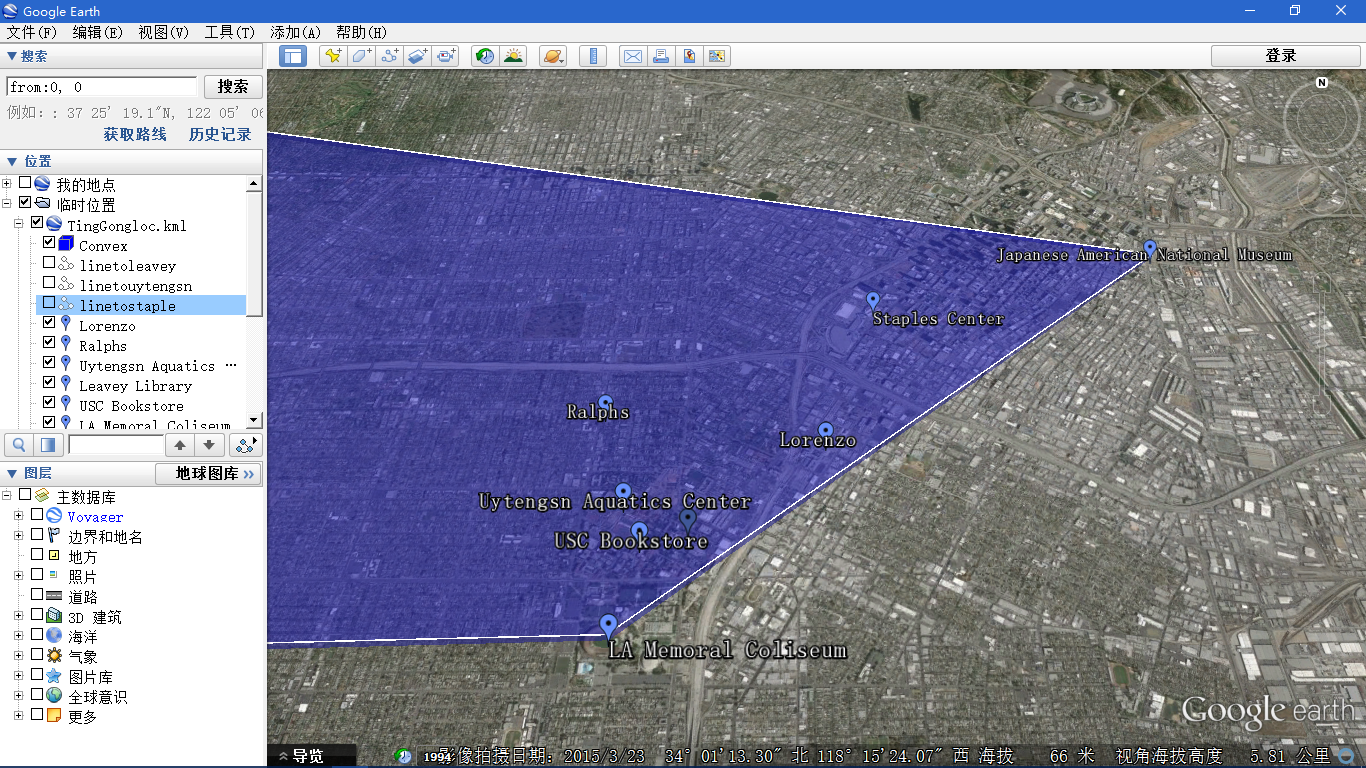 Google Earth
文件(F) 编辑(E) 视图(V) 工具(T) 添加(A) 帮助(H)
搜索
from:0, 0
搜索
例如: : 37 25' 19.1"N, 122 05' 06
获取路线 历史记录
位置
我的地点
临时位置
TingGongloc.kml
Convex
linetoleavey
linetouytengsn
linetostaple
Lorenzo
Ralphs
Uytengsn Aquatics ...
Leavey Library
USC Bookstore
LA Memoral Coliseum
图层
地球图库 »
主数据库
Voyager
边界和地名
地方
照片
道路
3D 建筑
海洋
气象
图片库
全球意识
更多
登录
N
Japanese American National Museum
Staples Center
Ralphs
Lorenzo
Uytengsn Aquatics Center
USC Bookstore
LA Memoral Coliseum
Google earth
导览
1994
影像拍摄日期: 2015/3/23 34° 01'13.30" 北 118° 15'24.07" 西 海拔 66 米 视角海拔高度 5.81 公里